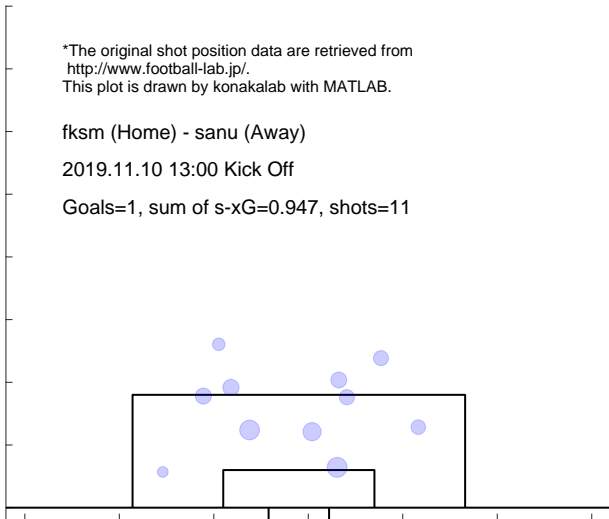 *The original shot position data are retrieved from
http://www.football-lab.jp/.
This plot is drawn by konakalab with MATLAB.
fksm (Home) - sanu (Away)
2019.11.10 13:00 Kick Off
Goals=1, sum of s-xG=0.947, shots=11